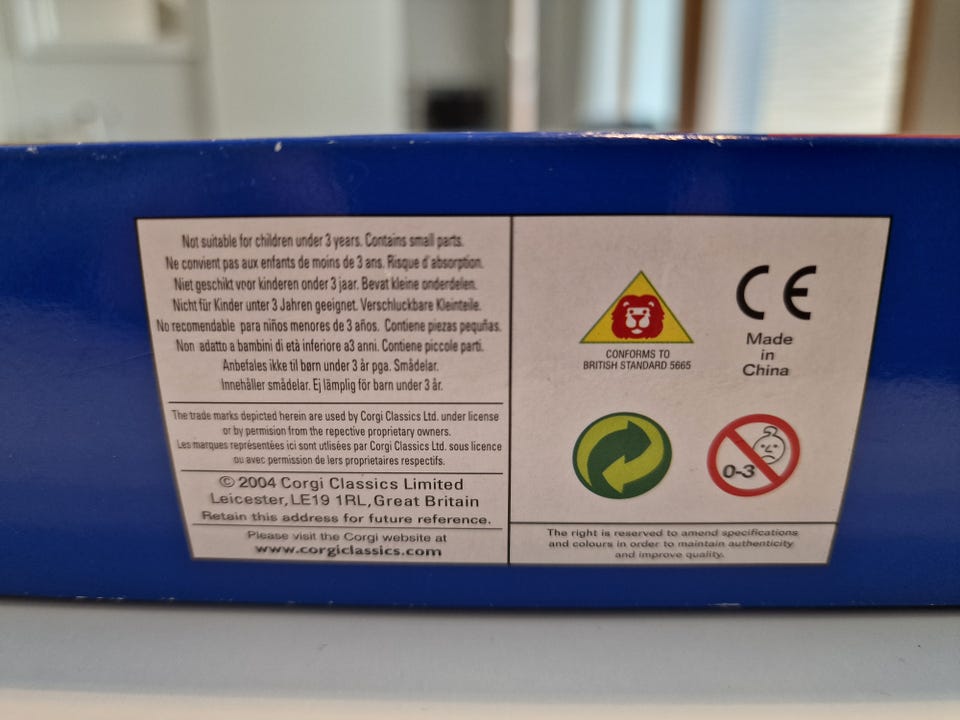 Not suitable for children under 3 years. Contains small parts.
Ne convient pas aux enfants de moins de 3 ans. Risque d'absorption.
Niet geschikt voor kinderen onder 3 jaar. Bevat kleine onderdelen.
Nicht für Kinder unter 3 Jahren geeignet. Verschluckbare Kleinteile.
No recomendable para niños menores de 3 años. Contiene piezas pequñas.
Non adatto a bambini di età inferiore a3 anni. Contiene piccole parti.
Anbefales ikke til børn under 3 år pga. Smådelar.
Innehåller smådelar. Ej lämplig för barn under 3 år.
The trade marks depicted herein are used by Corgi Classics Ltd. under license
or by permision from the repective proprietary owners.
Les marques représentées ici sont utlisées par Corgi Classics Ltd. sous licence
ou avec permission de lers proprietaires respectifs.
© 2004 Corgi Classics Limited
Leicester, LE19 1RL, Great Britain
Retain this address for future reference.
Please visit the Corgi website at
www.corgiclassics.com
CONFORMS TO
BRITISH STANDARD 5665
CE
Made
in
China
0-3
The right is reserved to amend specifications
and colours in order to maintain authenticity
and improve quality.